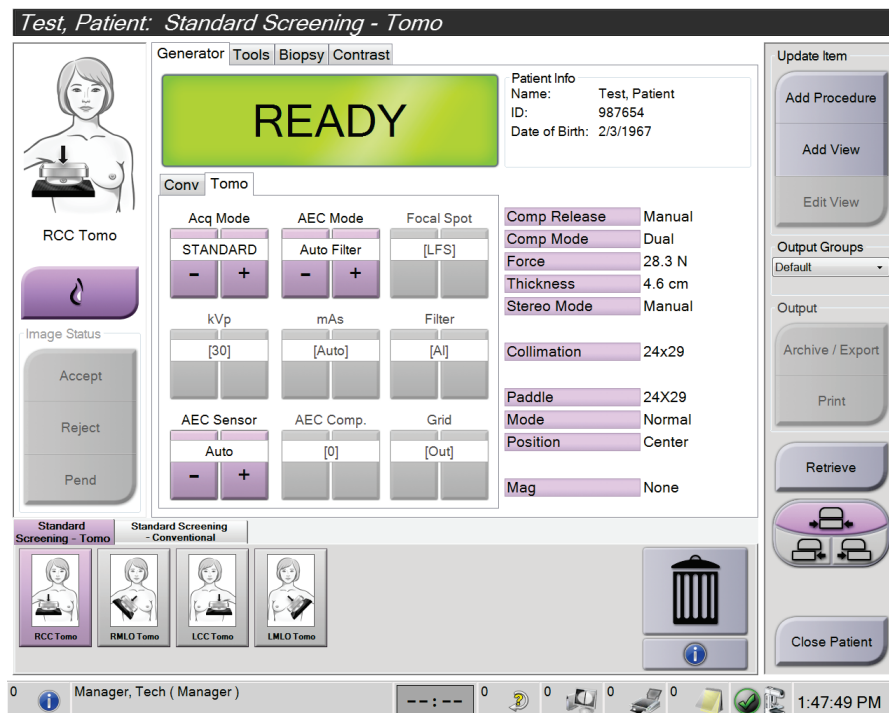 Test, Patient: Standard Screening - Tomo
Generator Tools Biopsy Contrast
READY
Patient Info
Name: Test, Patient
ID: 987654
Date of Birth: 2/3/1967
RCC Tomo
Image Status
Accept
Reject
Pend
Conv Tomo
Acq Mode AEC Mode Focal Spot
STANDARD Auto Filter [LFS]
- + - +
kVp mAs Filter
[30] [Auto] [Al]
AEC Sensor AEC Comp. Grid
Auto [0] [Out]
- +
Comp Release Manual
Comp Mode Dual
Force 28.3 N
Thickness 4.6 cm
Stereo Mode Manual
Collimation 24x29
Paddle 24X29
Mode Normal
Position Center
Mag None
Update Item
Add Procedure
Add View
Edit View
Output Groups
Default
Output
Archive / Export
Print
Retrieve
Close Patient
Standard
Screening - Tomo
Standard Screening
- Conventional
RCC Tomo RMLO Tomo LCC Tomo LMLO Tomo
0 Manager, Tech ( Manager ) --:-- 0 0 0 0 1:47:49 PM